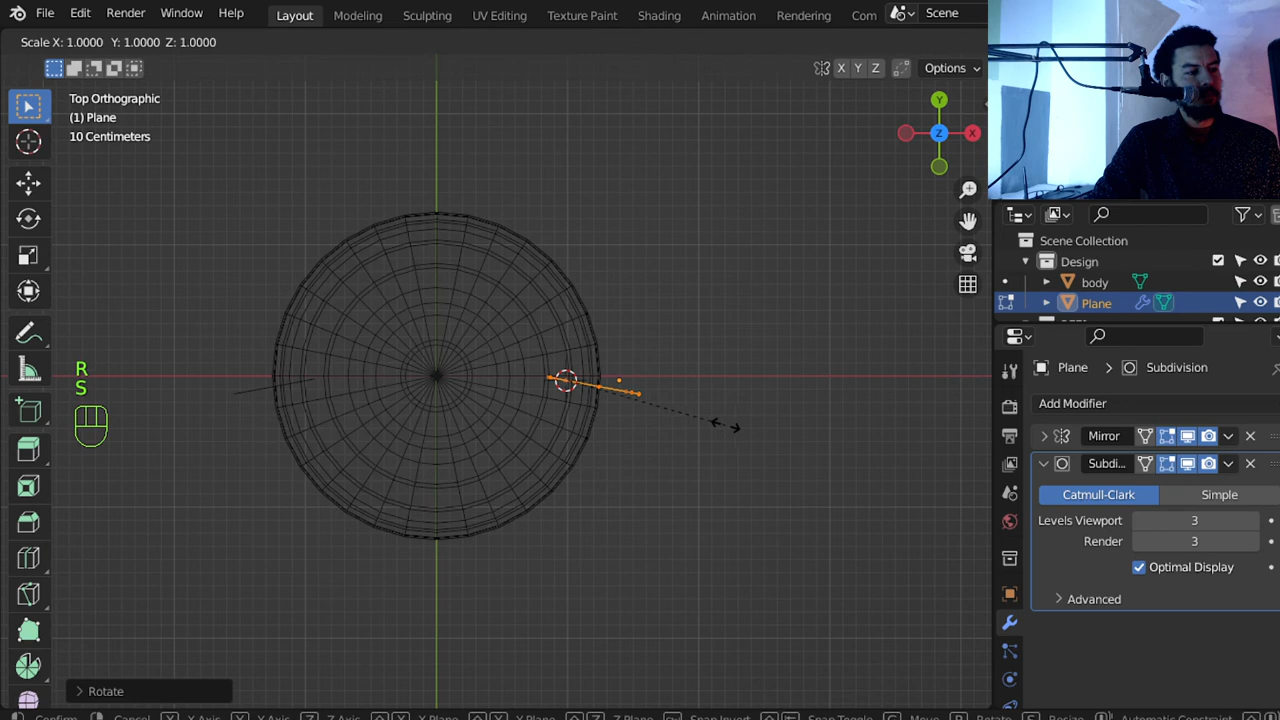 File Edit Render Window Help Layout Modeling Sculpting UV Editing Texture Paint Shading Animation Rendering Com Scene
Scale X: 1.0000 Y: 1.0000 Z: 1.0000
X Y Z Options
Top Orthographic
(1) Plane
10 Centimeters
Y
Z X
Scene Collection
Design
body
Plane
Plane > Subdivision
Add Modifier
Mirror
Subdi...
Catmull-Clark Simple
Levels Viewport 3
Render 3
Optimal Display
Advanced
R
S
Rotate